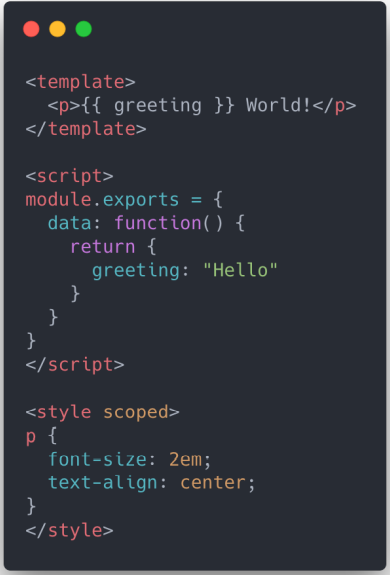 <template>
  <p>{{ greeting }} World!</p>
</template>

<script>
module.exports = {
  data: function() {
    return {
      greeting: "Hello"
    }
  }
}
</script>

<style scoped>
p {
  font-size: 2em;
  text-align: center;
}
</style>